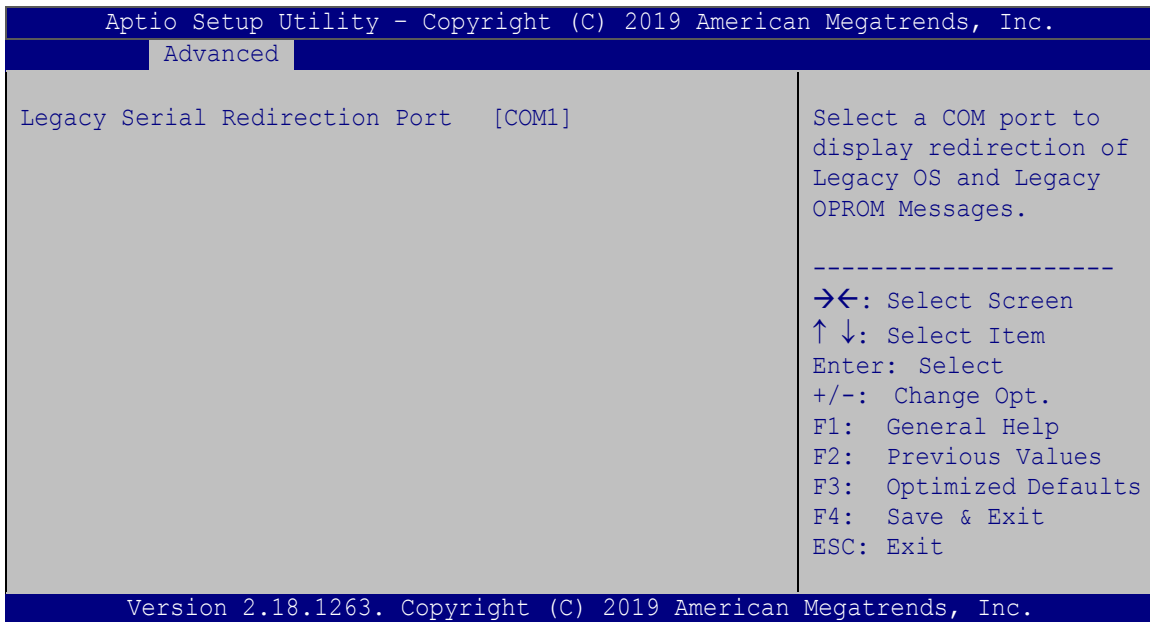 Aptio Setup Utility – Copyright (C) 2019 American Megatrends, Inc.
Advanced
Legacy Serial Redirection Port [COM1]
Select a COM port to
display redirection of
Legacy OS and Legacy
OPROM Messages.
---------------------
→←: Select Screen
↑ ↓: Select Item
Enter: Select
+/-: Change Opt.
F1: General Help
F2: Previous Values
F3: Optimized Defaults
F4: Save & Exit
ESC: Exit
Version 2.18.1263. Copyright (C) 2019 American Megatrends, Inc.